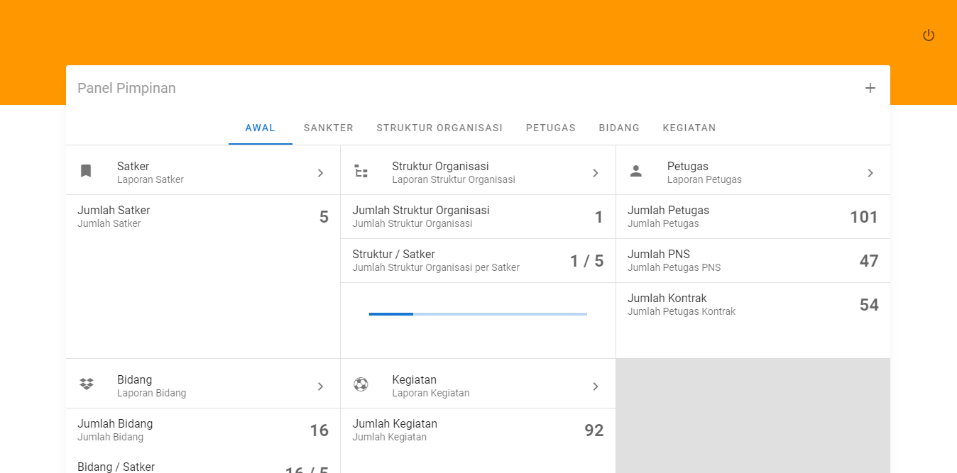 Panel Pimpinan
AWAL SANKTER STRUKTUR ORGANISASI PETUGAS BIDANG KEGIATAN
Satker
Laporan Satker
Jumlah Satker
Jumlah Satker
5
Struktur Organisasi
Laporan Struktur Organisasi
Jumlah Struktur Organisasi
Jumlah Struktur Organisasi
1
Struktur / Satker
Jumlah Struktur Organisasi per Satker
1 / 5
Petugas
Laporan Petugas
Jumlah Petugas
Jumlah Petugas
101
Jumlah PNS
Jumlah Petugas PNS
47
Jumlah Kontrak
Jumlah Petugas Kontrak
54
Bidang
Laporan Bidang
Jumlah Bidang
Jumlah Bidang
16
Bidang / Satker
16 / 5
Kegiatan
Laporan Kegiatan
Jumlah Kegiatan
Jumlah Kegiatan
92